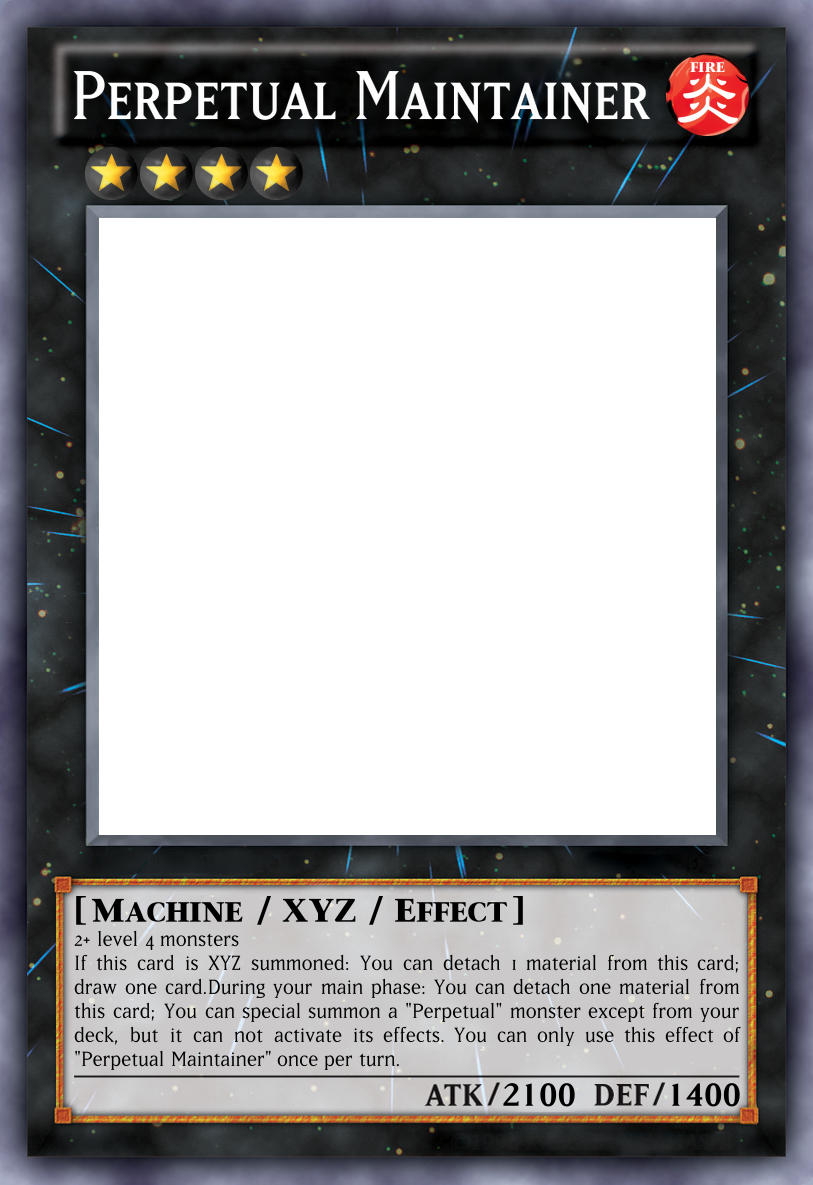 Perpetual Maintainer
FIRE
炎
[ Machine / XYZ / Effect ]
2+ level 4 monsters
If this card is XYZ summoned: You can detach 1 material from this card;
draw one card.During your main phase: You can detach one material from
this card; You can special summon a "Perpetual" monster except from your
deck, but it can not activate its effects. You can only use this effect of
"Perpetual Maintainer" once per turn.
ATK/2100 DEF/1400